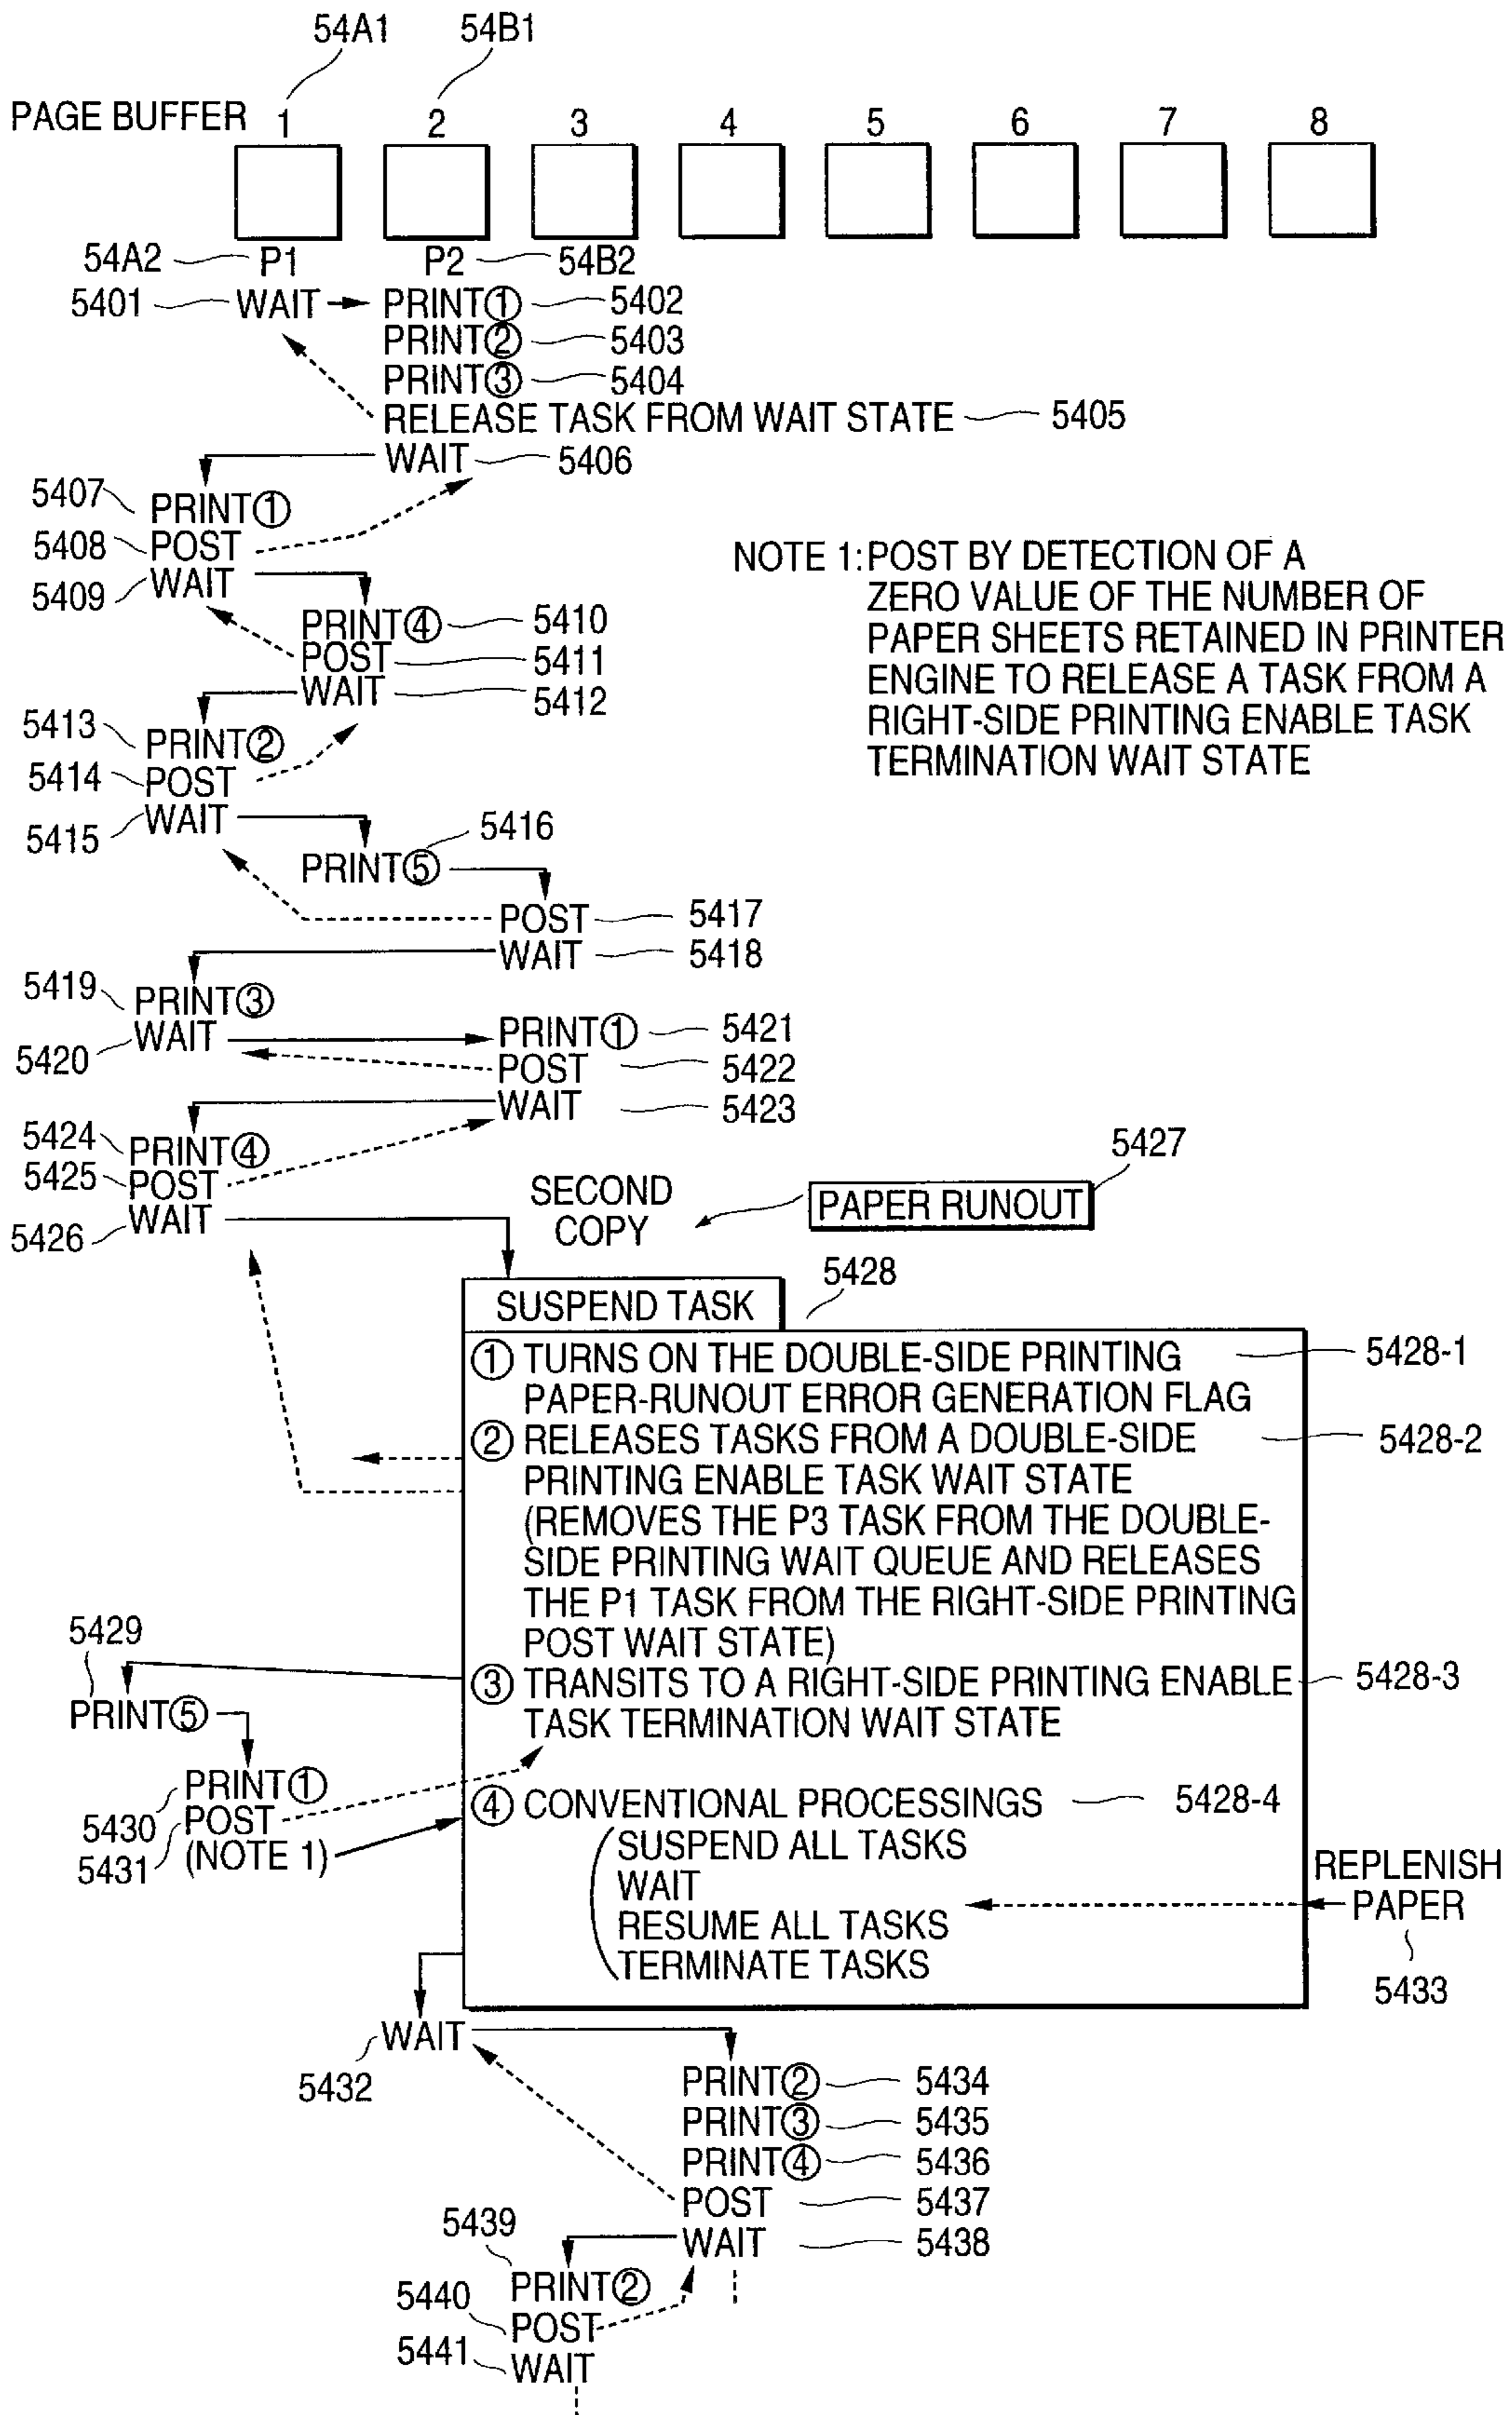 54A1 54B1
PAGE BUFFER 1 2 3 4 5 6 7 8
54A2 P1 P2 54B2
5401 WAIT PRINT① 5402
PRINT② 5403
PRINT③ 5404
RELEASE TASK FROM WAIT STATE 5405
WAIT 5406
5407 PRINT①
5408 POST
5409 WAIT
NOTE 1: POST BY DETECTION OF A
ZERO VALUE OF THE NUMBER OF
PAPER SHEETS RETAINED IN PRINTER
ENGINE TO RELEASE A TASK FROM A
RIGHT-SIDE PRINTING ENABLE TASK
TERMINATION WAIT STATE
PRINT④ 5410
POST 5411
WAIT 5412
5413 PRINT②
5414 POST
5415 WAIT
PRINT⑤ 5416
POST 5417
WAIT 5418
5419 PRINT③
5420 WAIT
PRINT① 5421
POST 5422
WAIT 5423
5424 PRINT④
5425 POST
5426 WAIT
SECOND
COPY
PAPER RUNOUT 5427
SUSPEND TASK 5428
① TURNS ON THE DOUBLE-SIDE PRINTING 5428-1
PAPER-RUNOUT ERROR GENERATION FLAG
② RELEASES TASKS FROM A DOUBLE-SIDE 5428-2
PRINTING ENABLE TASK WAIT STATE
(REMOVES THE P3 TASK FROM THE DOUBLE-
SIDE PRINTING WAIT QUEUE AND RELEASES
THE P1 TASK FROM THE RIGHT-SIDE PRINTING
POST WAIT STATE)
③ TRANSITS TO A RIGHT-SIDE PRINTING ENABLE 5428-3
TASK TERMINATION WAIT STATE
5429
PRINT⑤
5430 PRINT①
5431 POST
(NOTE 1)
④ CONVENTIONAL PROCESSINGS 5428-4
SUSPEND ALL TASKS
WAIT
RESUME ALL TASKS
TERMINATE TASKS
REPLENISH
PAPER
5433
WAIT
5432
PRINT② 5434
PRINT③ 5435
PRINT④ 5436
POST 5437
WAIT 5438
5439 PRINT②
5440 POST
5441 WAIT